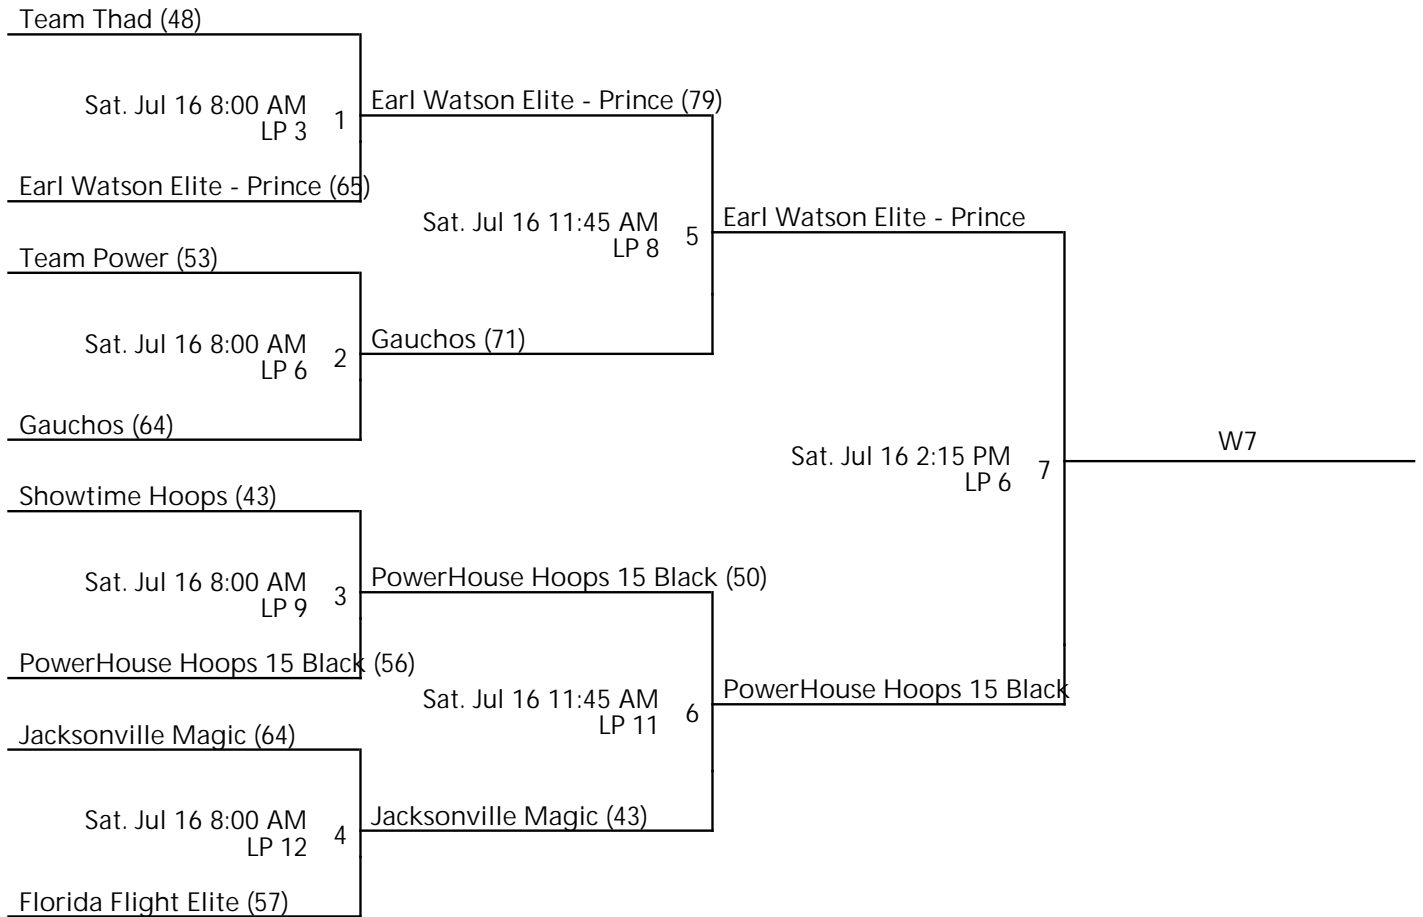 Team Thad (48)
Sat. Jul 16 8:00 AM
LP 3
1
Earl Watson Elite - Prince (65)
Team Power (53)
Sat. Jul 16 8:00 AM
LP 6
2
Gauchos (64)
Showtime Hoops (43)
Sat. Jul 16 8:00 AM
LP 9
3
PowerHouse Hoops 15 Black (56)
Jacksonville Magic (64)
Sat. Jul 16 8:00 AM
LP 12
4
Florida Flight Elite (57)
Earl Watson Elite - Prince (79)
Sat. Jul 16 11:45 AM
LP 8
5
Gauchos (71)
PowerHouse Hoops 15 Black (50)
Sat. Jul 16 11:45 AM
LP 11
6
Jacksonville Magic (43)
Earl Watson Elite - Prince
Sat. Jul 16 2:15 PM
LP 6
7
PowerHouse Hoops 15 Black
W7